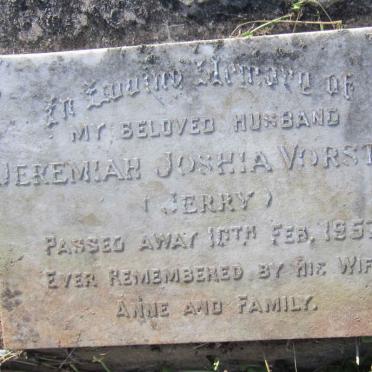 In Loving Memory of
MY BELOVED HUSBAND
JEREMIAH JOSHIA VORST
(JERRY)
PASSED AWAY 10TH FEB, 195
EVER REMEMBERED BY HIS WIF
ANNE AND FAMILY.